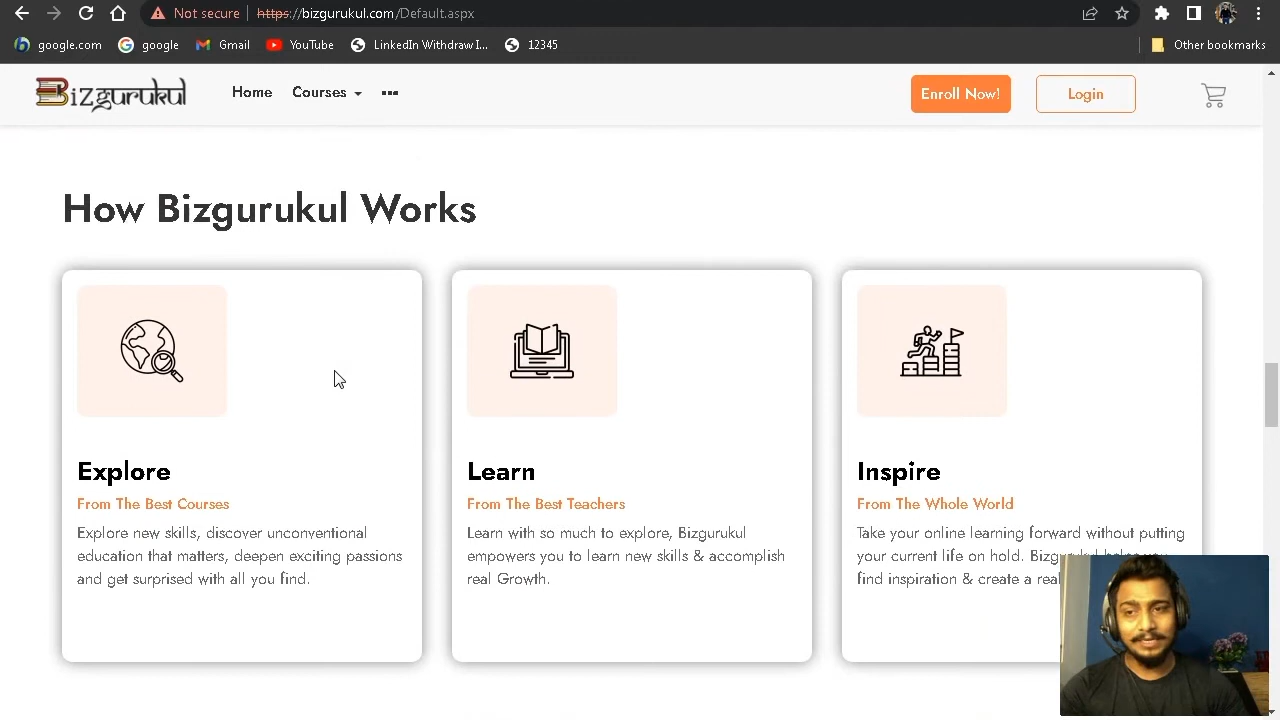 Not secure https://bizgurukul.com/Default.aspx
google.com google Gmail YouTube LinkedIn Withdraw I... 12345 Other bookmarks
Bizgurukul Home Courses Enroll Now! Login
How Bizgurukul Works
Explore
From The Best Courses
Explore new skills, discover unconventional
education that matters, deepen exciting passions
and get surprised with all you find.
Learn
From The Best Teachers
Learn with so much to explore, Bizgurukul
empowers you to learn new skills & accomplish
real Growth.
Inspire
From The Whole World
Take your online learning forward without putting
your current life on hold.
find inspiration & create a